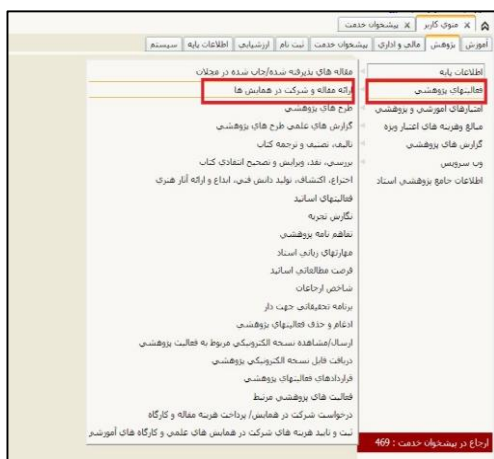 منوی کاربر x پیشخوان خدمت x
آموزش پژوهش مالی و اداری پیشخوان خدمت ثبت نام ارزشیابی اطلاعات پایه سیستم
اطلاعات پایه
فعالیتهای پژوهشی
امتیازهای آموزشی و پژوهشی
مبالغ وهزینه های اعتبار ویژه
گزارش های پژوهشی
وب سرویس
اطلاعات جامع پژوهشی استاد
مقاله های پذیرفته شده/چاپ شده در مجلات
ارائه مقاله و شرکت در همایش ها
طرح های پژوهشی
گزارش های علمی طرح های پژوهشی
تالیف، تصنیف و ترجمه کتاب
بررسی، نقد، ویرایش و تصحیح انتقادی کتاب
اختراع، اکتشاف، تولید دانش فنی، ابداع و ارائه آثار هنری
فعالیتهای اساتید
نگارش تجربه
تفاهم نامه پژوهشی
مهارتهای زبانی استاد
فرصت مطالعاتی اساتید
شاخص ارجاعات
برنامه تحقیقاتی جهت دار
ادغام و حذف فعالیتهای پژوهشی
ارسال/مشاهده نسخه الکترونیکی مربوط به فعالیت پژوهشی
دریافت فایل نسخه الکترونیکی پژوهشی
قراردادهای فعالیتهای پژوهشی
فعالیت های پژوهشی مرتبط
درخواست شرکت در همایش/ پرداخت هزینه مقاله و کارگاه
ثبت و تایید هزینه های شرکت در همایش های علمی و کارگاه های آموزشی
ارجاع در پیشخوان خدمت : 469